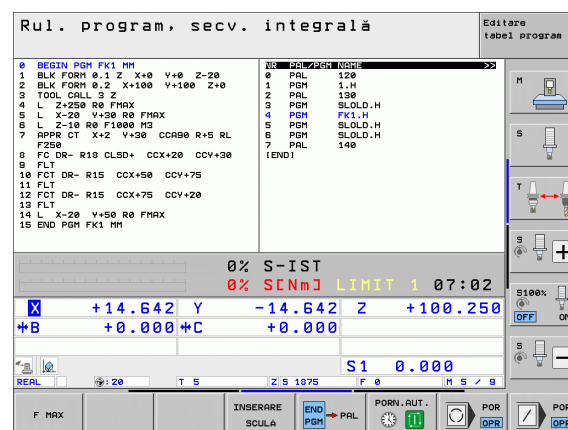 Rul. program, secv. integrală
Editare
tabel program
0 BEGIN PGM FK1 MM
1 BLK FORM 0.1 Z X+0 Y+0 Z-20
2 BLK FORM 0.2 X+100 Y+100 Z+0
3 TOOL CALL 3 Z
4 L Z+250 R0 FMAX
5 L X-20 Y+30 R0 FMAX
6 L Z-10 R0 F1000 M3
7 APPR CT X+2 Y+30 CCA90 R+5 RL
F250
8 FC DR- R18 CLSD+ CCX+20 CCY+30
9 FLT
10 FCT DR- R15 CCX+50 CCY+75
11 FLT
12 FCT DR- R15 CCX+75 CCY+20
13 FLT
14 L X-20 Y+50 R0 FMAX
15 END PGM FK1 MM
NR PAL/PGM NAME >>
0 PAL 120
1 PGM 1.H
2 PAL 130
3 PGM SLOLD.H
4 PGM FK1.H
5 PGM SLOLD.H
6 PGM SLOLD.H
7 PAL 140
[END]
0% S-IST
0% S[Nm] LIMIT 1 07:02
X +14.642 Y -14.642 Z +100.250
B +0.000 C +0.000
S1 0.000
REAL : 20 T 5 Z S 1875 F 0 M 5 / 9
M
S
T
S +
S100%
OFF ON
S −
F MAX
INSERARE
SCULĂ
END
PGM PAL
PORN.AUT.
POR
OPR
POR
OPR